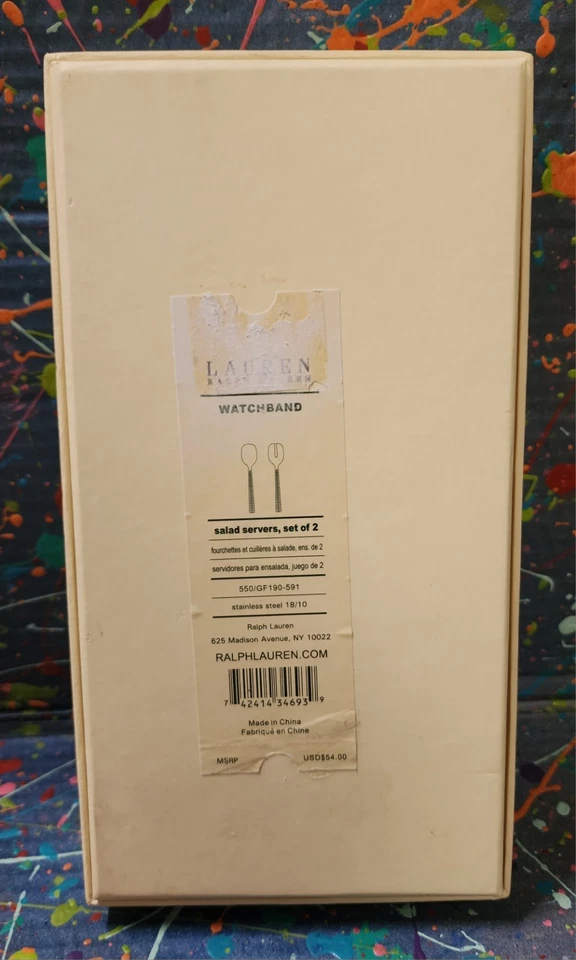 LAUREN
RALPH LAUREN
WATCHBAND
salad servers, set of 2
fourchettes et cuillères à salade, ens. de 2
servidores para ensalada, juego de 2
550/GF190-591
stainless steel 18/10
Ralph Lauren
625 Madison Avenue, NY 10022
RALPHLAUREN.COM
7 42414 34693 9
Made in China
Fabriqué en Chine
MSRP USD$54.00